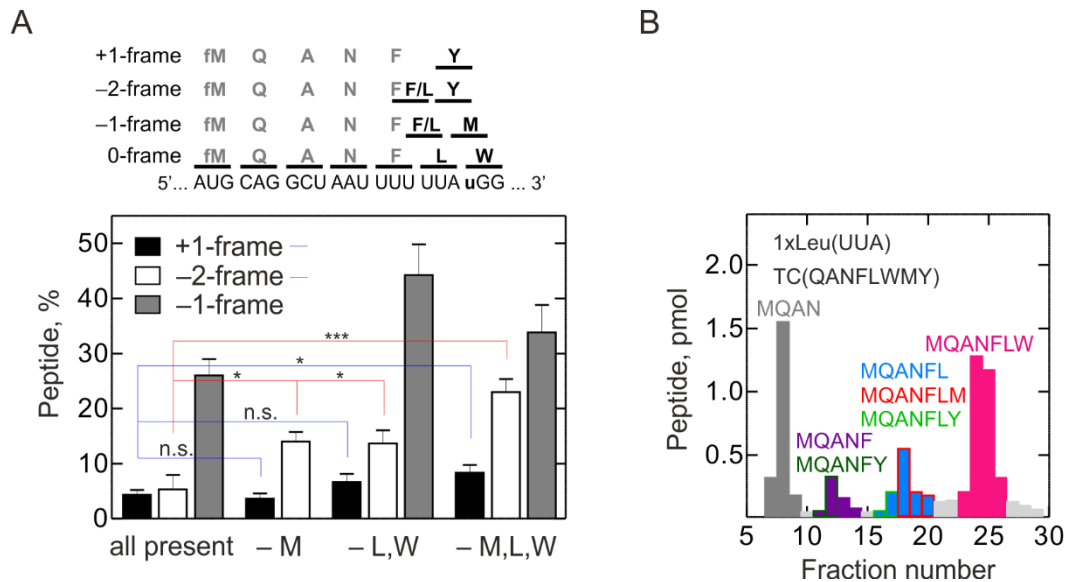 A
+1-frame fM Q A N F Y
–2-frame fM Q A N F F/L Y
–1-frame fM Q A N F F/L M
0-frame fM Q A N F L W
5'... AUG CAG GCU AAU UUU UUA uGG ... 3'
Peptide, %
50
40
30
20
10
0
+1-frame
–2-frame
–1-frame
***
*
* *
n.s.
n.s.
all present – M – L,W – M,L,W
B
1xLeu(UUA)
TC(QANFLWMY)
MQAN
MQANFLW
MQANFL
MQANFLM
MQANFLY
MQANF
MQANFY
Peptide, pmol
2.0
1.5
1.0
0.5
5 10 15 20 25 30
Fraction number